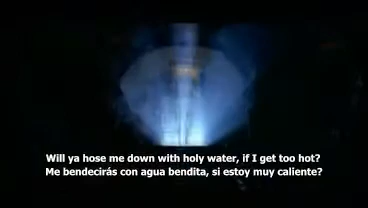 Will ya hose me down with holy water, if I get too hot?
Me bendecirás con agua bendita, si estoy muy caliente?